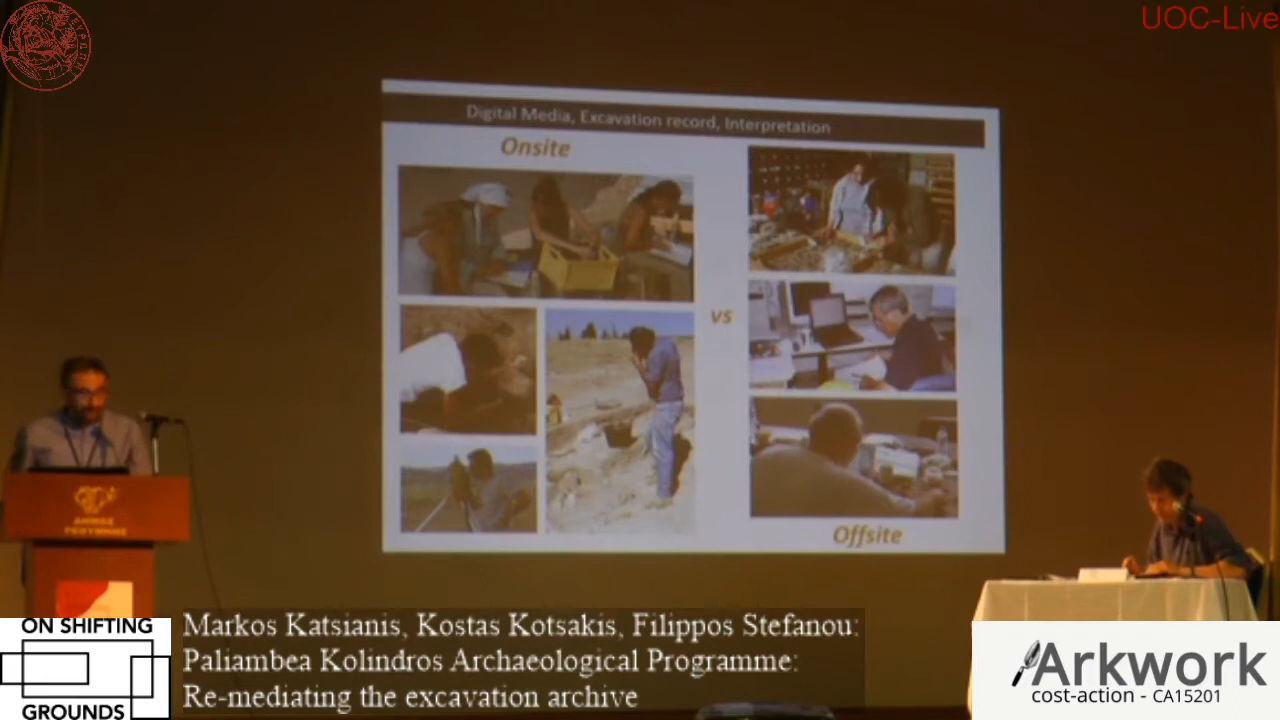 UOC-Live
Digital Media, Excavation record, Interpretation
Onsite
vs
Offsite
ON SHIFTING
GROUNDS
Markos Katsianis, Kostas Kotsakis, Filippos Stefanou:
Paliambea Kolindros Archaeological Programme:
Re-mediating the excavation archive
Arkwork
cost-action - CA15201